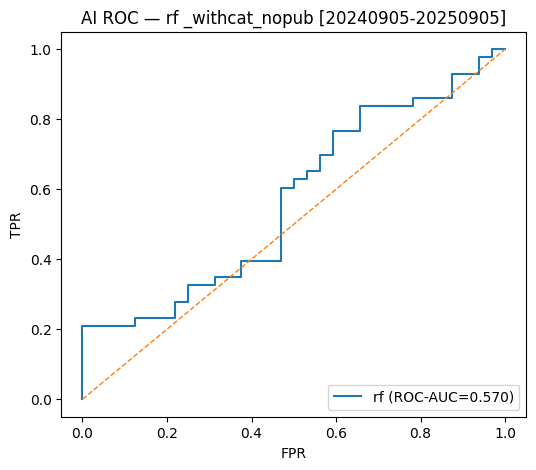 AI ROC — rf _withcat_nopub [20240905-20250905]
1.0
0.8
0.6
0.4
0.2
0.0
TPR
rf (ROC-AUC=0.570)
0.0 0.2 0.4 0.6 0.8 1.0
FPR